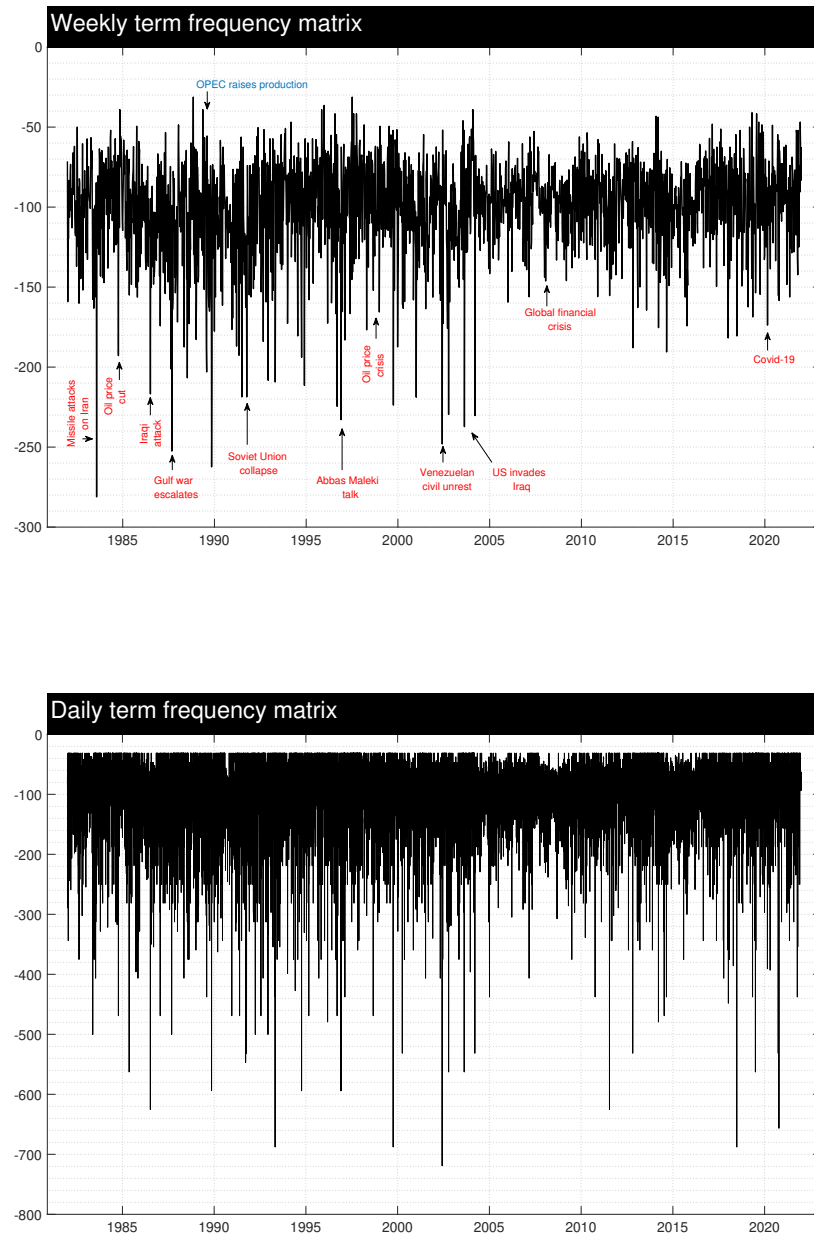 Weekly term frequency matrix
0
-50
-100
-150
-200
-250
-300
OPEC raises production
Missile attacks
on Iran
Oil price
cut
Iraqi
attack
Gulf war
escalates
Soviet Union
collapse
Abbas Maleki
talk
Oil price
crisis
Venezuelan
civil unrest
US invades
Iraq
Global financial
crisis
Covid-19
1985 1990 1995 2000 2005 2010 2015 2020
Daily term frequency matrix
0
-100
-200
-300
-400
-500
-600
-700
-800
1985 1990 1995 2000 2005 2010 2015 2020